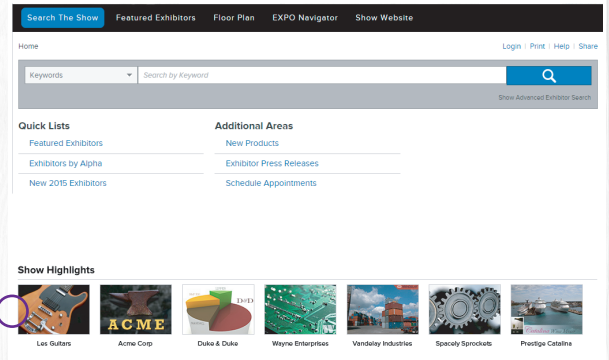 Search The Show Featured Exhibitors Floor Plan EXPO Navigator Show Website
Home Login | Print | Help | Share
Keywords Search by Keyword
Show Advanced Exhibitor Search
Quick Lists Additional Areas
Featured Exhibitors New Products
Exhibitors by Alpha Exhibitor Press Releases
New 2015 Exhibitors Schedule Appointments
Show Highlights
D&D
ACME
Les Guitars Acme Corp Duke & Duke Wayne Enterprises Vandelay Industries Spacely Sprockets Prestige Catalina